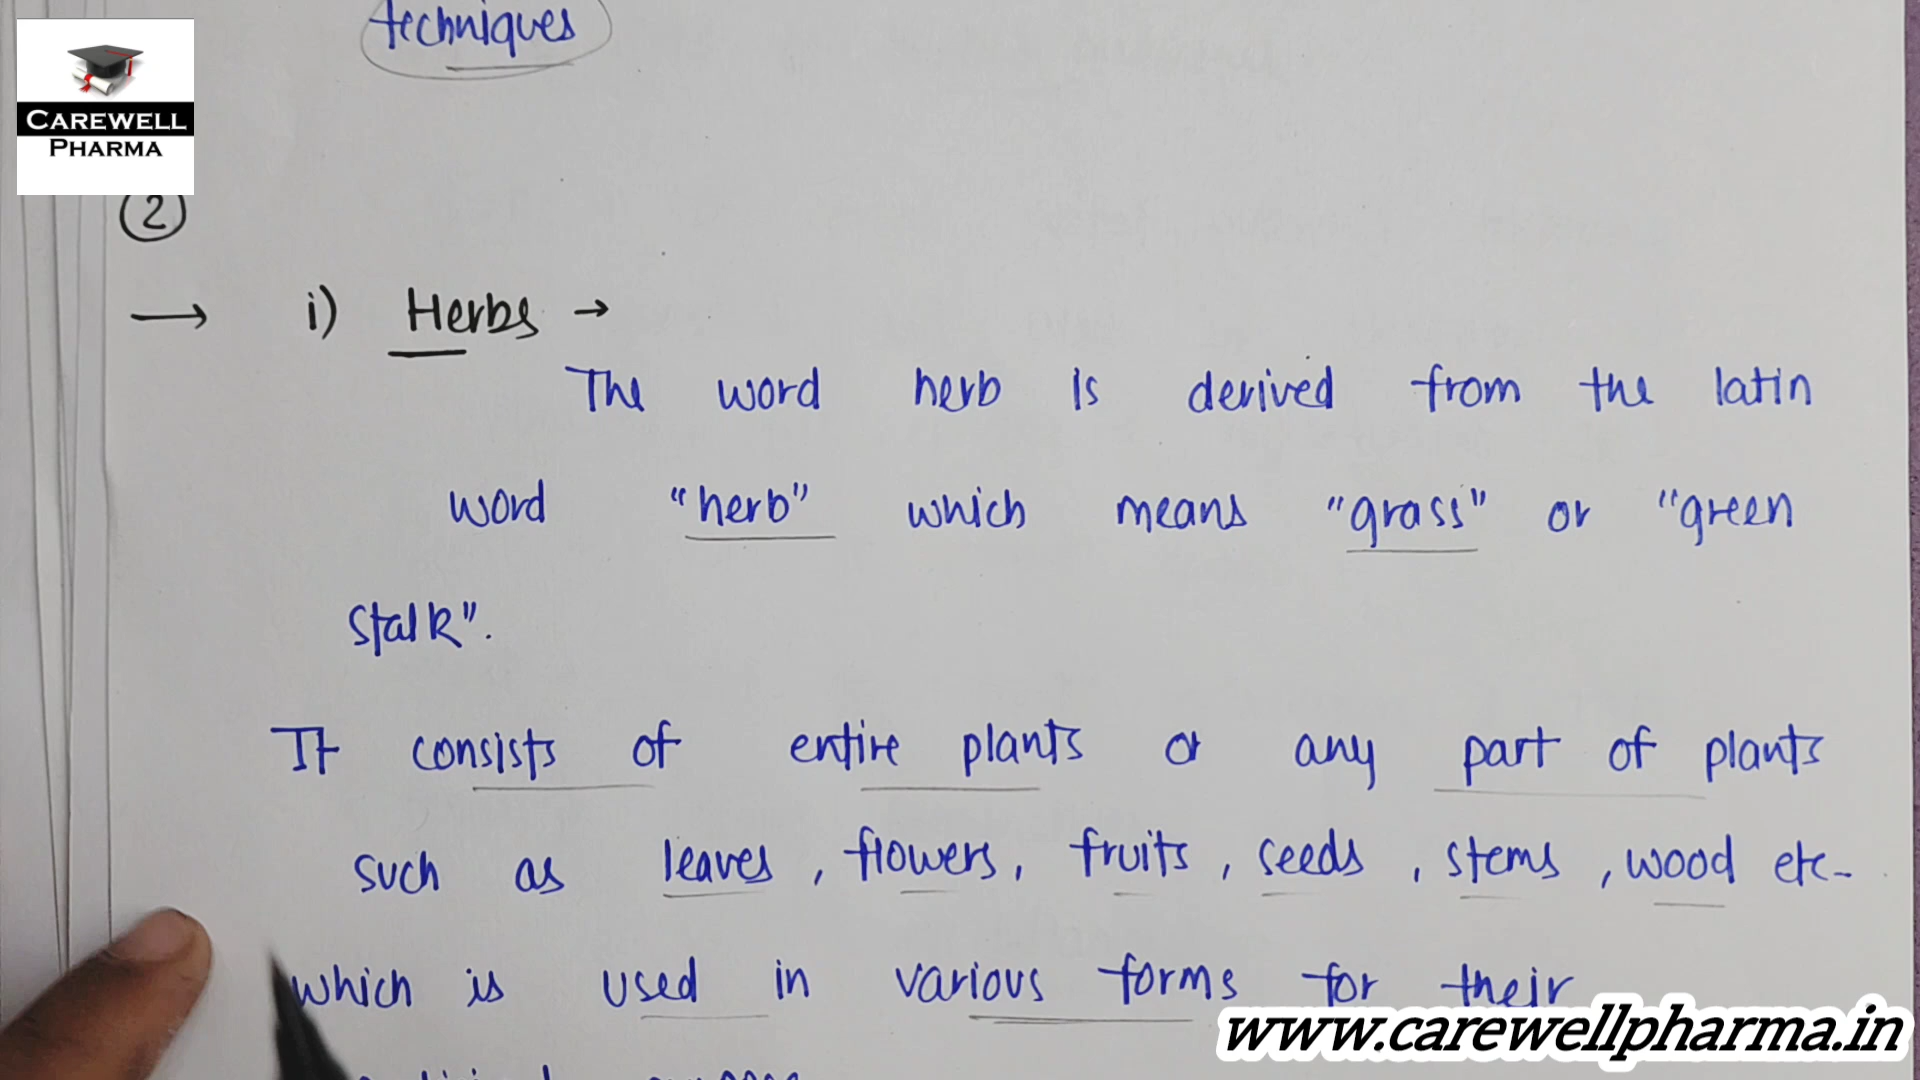 techniques
CAREWELL
PHARMA
2
→ i) Herbs →
The word herb is derived from the latin
word "herb" which means "grass" or "green
stalk".
It consists of entire plants or any part of plants
such as leaves, flowers, fruits, seeds, stems, wood etc-
which is used in various forms for their
www.carewellpharma.in